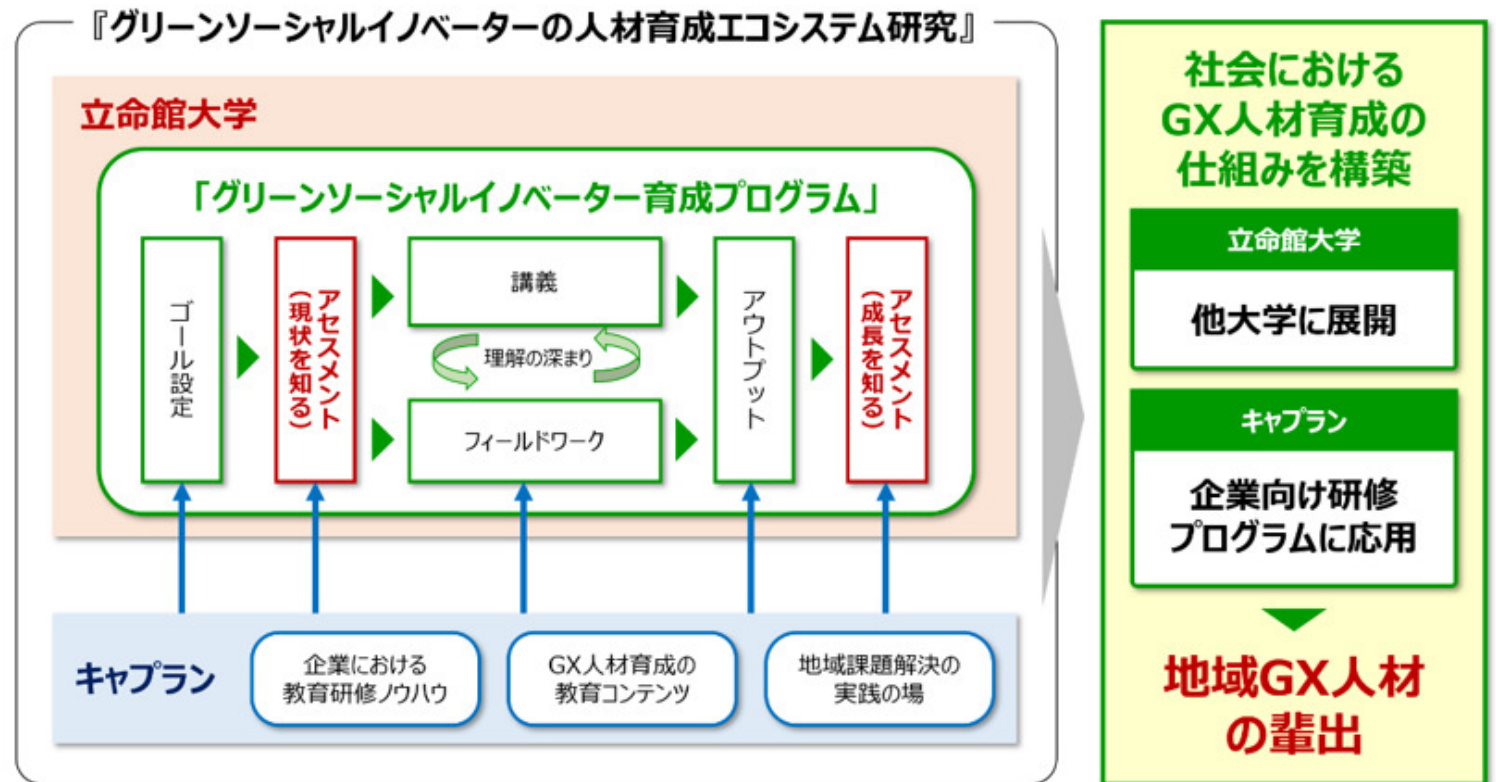 『グリーンソーシャルイノベーターの人材育成エコシステム研究』
立命館大学
「グリーンソーシャルイノベーター育成プログラム」
ゴール設定
アセスメント
(現状を知る)
講義
理解の深まり
フィールドワーク
アウトプット
アセスメント
(成長を知る)
キャプラン
企業における
教育研修ノウハウ
GX人材育成の
教育コンテンツ
地域課題解決の
実践の場
社会における
GX人材育成の
仕組みを構築
立命館大学
他大学に展開
キャプラン
企業向け研修
プログラムに応用
地域GX人材
の輩出